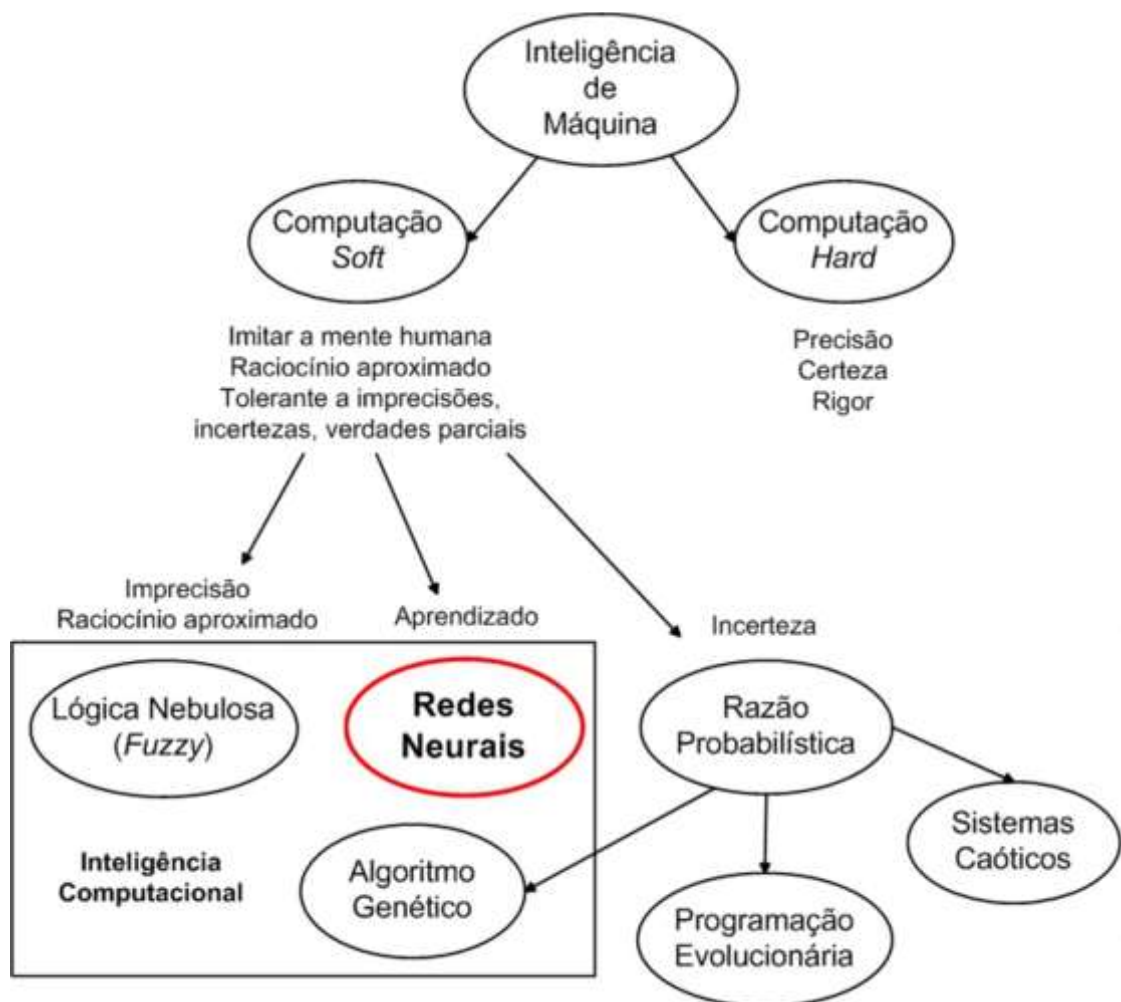 Inteligência
de
Máquina
Computação
Soft
Computação
Hard
Imitar a mente humana
Raciocínio aproximado
Tolerante a imprecisões,
incertezas, verdades parciais
Precisão
Certeza
Rigor
Imprecisão
Raciocínio aproximado
Aprendizado
Incerteza
Lógica Nebulosa
(Fuzzy)
Redes
Neurais
Razão
Probabilística
Sistemas
Caóticos
Inteligência
Computacional
Algoritmo
Genético
Programação
Evolucionária